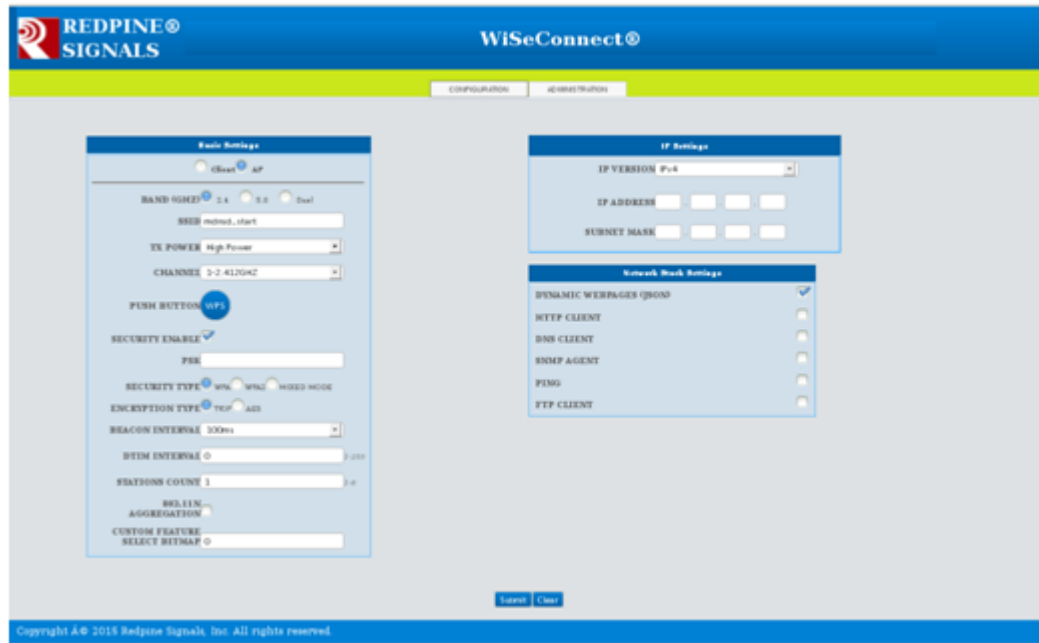 REDPINE®
SIGNALS
WiSeConnect®
CONFIGURATION
ADMINISTRATION
Basic Settings
Client AP
BAND (GHZ) 2.4 5.0 Dual
SSID mdnsd_start
TX POWER High Power
CHANNEL 1-2.412GHZ
PUSH BUTTON WPS
SECURITY ENABLE
PSK
SECURITY TYPE WPA WPA2 MIXED MODE
ENCRYPTION TYPE TKIP AES
BEACON INTERVAL 100ms
DTIM INTERVAL 0
STATIONS COUNT 1
802.11N
AGGREGATION
CUSTOM FEATURE
SELECT BITMAP 0
IP Settings
IP VERSION IPv4
IP ADDRESS . . .
SUBNET MASK . . .
Network Stack Settings
DYNAMIC WEBPAGES (JSON)
HTTP CLIENT
DNS CLIENT
SNMP AGENT
PING
FTP CLIENT
Submit Clear
Copyright Â© 2015 Redpine Signals, Inc. All rights reserved.